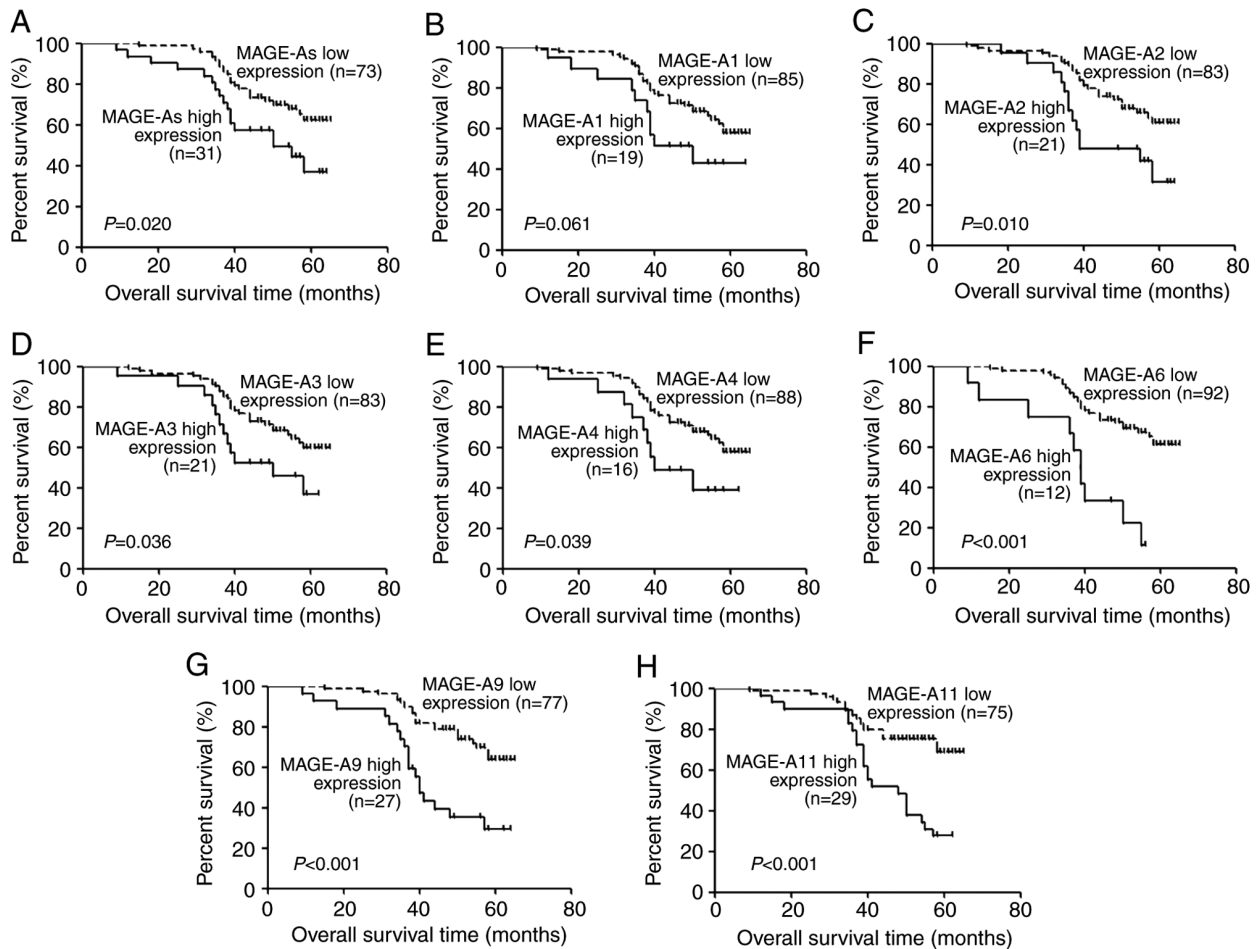 A
Percent survival (%)
100
80
60
40
20
0
MAGE-As low
expression (n=73)
MAGE-As high
expression
(n=31)
P=0.020
0 20 40 60 80
Overall survival time (months)
B
Percent survival (%)
100
80
60
40
20
0
MAGE-A1 low
expression (n=85)
MAGE-A1 high
expression
(n=19)
P=0.061
0 20 40 60 80
Overall survival time (months)
C
Percent survival (%)
100
80
60
40
20
0
MAGE-A2 low
expression (n=83)
MAGE-A2 high
expression
(n=21)
P=0.010
0 20 40 60 80
Overall survival time (months)
D
Percent survival (%)
100
80
60
40
20
0
MAGE-A3 low
expression (n=83)
MAGE-A3 high
expression
(n=21)
P=0.036
0 20 40 60 80
Overall survival time (months)
E
Percent survival (%)
100
80
60
40
20
0
MAGE-A4 low
expression (n=88)
MAGE-A4 high
expression
(n=16)
P=0.039
0 20 40 60 80
Overall survival time (months)
F
Percent survival (%)
100
80
60
40
20
0
MAGE-A6 low
expression (n=92)
MAGE-A6 high
expression
(n=12)
P<0.001
0 20 40 60 80
Overall survival time (months)
G
Percent survival (%)
100
80
60
40
20
0
MAGE-A9 low
expression (n=77)
MAGE-A9 high
expression
(n=27)
P<0.001
0 20 40 60 80
Overall survival time (months)
H
Percent survival (%)
100
80
60
40
20
0
MAGE-A11 low
expression (n=75)
MAGE-A11 high
expression
(n=29)
P<0.001
0 20 40 60 80
Overall survival time (months)